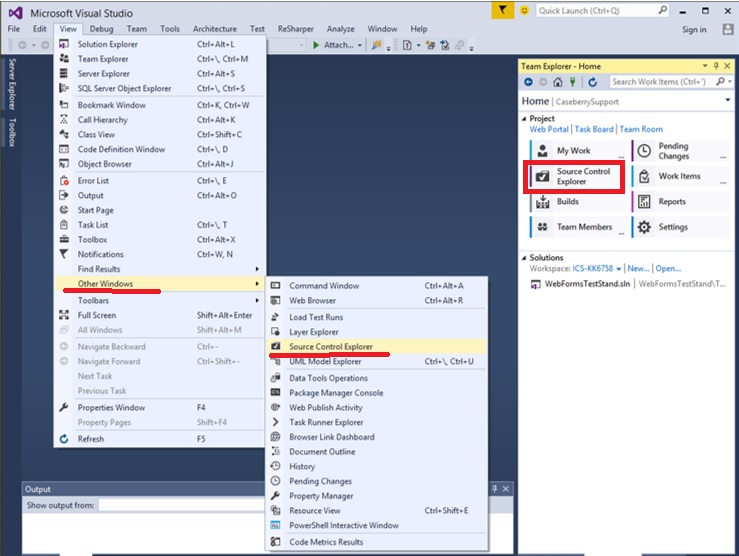 Microsoft Visual Studio
Quick Launch (Ctrl+Q)
File Edit View Debug Team Tools Architecture Test ReSharper Analyze Window Help
Sign in
Attach...
Server Explorer
Toolbox
Solution Explorer Ctrl+Alt+L
Team Explorer Ctrl+\, Ctrl+M
Server Explorer Ctrl+Alt+S
SQL Server Object Explorer Ctrl+\, Ctrl+S
Bookmark Window Ctrl+K, Ctrl+W
Call Hierarchy Ctrl+Alt+K
Class View Ctrl+Shift+C
Code Definition Window Ctrl+\, D
Object Browser Ctrl+Alt+J
Error List Ctrl+\, E
Output Ctrl+Alt+O
Start Page
Task List Ctrl+\, T
Toolbox Ctrl+Alt+X
Notifications Ctrl+W, N
Find Results
Other Windows
Toolbars
Full Screen Shift+Alt+Enter
All Windows Shift+Alt+M
Navigate Backward Ctrl+-
Navigate Forward Ctrl+Shift+-
Next Task
Previous Task
Properties Window F4
Property Pages Shift+F4
Refresh F5
Command Window Ctrl+Alt+A
Web Browser Ctrl+Alt+R
Load Test Runs
Layer Explorer
Source Control Explorer
UML Model Explorer Ctrl+\, Ctrl+U
Data Tools Operations
Package Manager Console
Web Publish Activity
Task Runner Explorer
Browser Link Dashboard
Document Outline
History
Pending Changes
Property Manager
Resource View Ctrl+Shift+E
PowerShell Interactive Window
Code Metrics Results
Output
Show output from:
Team Explorer - Home
Search Work Items (Ctrl+')
Home | CaseberrySupport
Project
Web Portal | Task Board | Team Room
My Work ...
Pending
Changes ...
Source Control
Explorer
Work Items ...
Builds
Reports
Team Members ...
Settings
Solutions
Workspace: ICS-KK6758 | New... | Open...
WebFormsTestStand.sln | WebFormsTestStand...